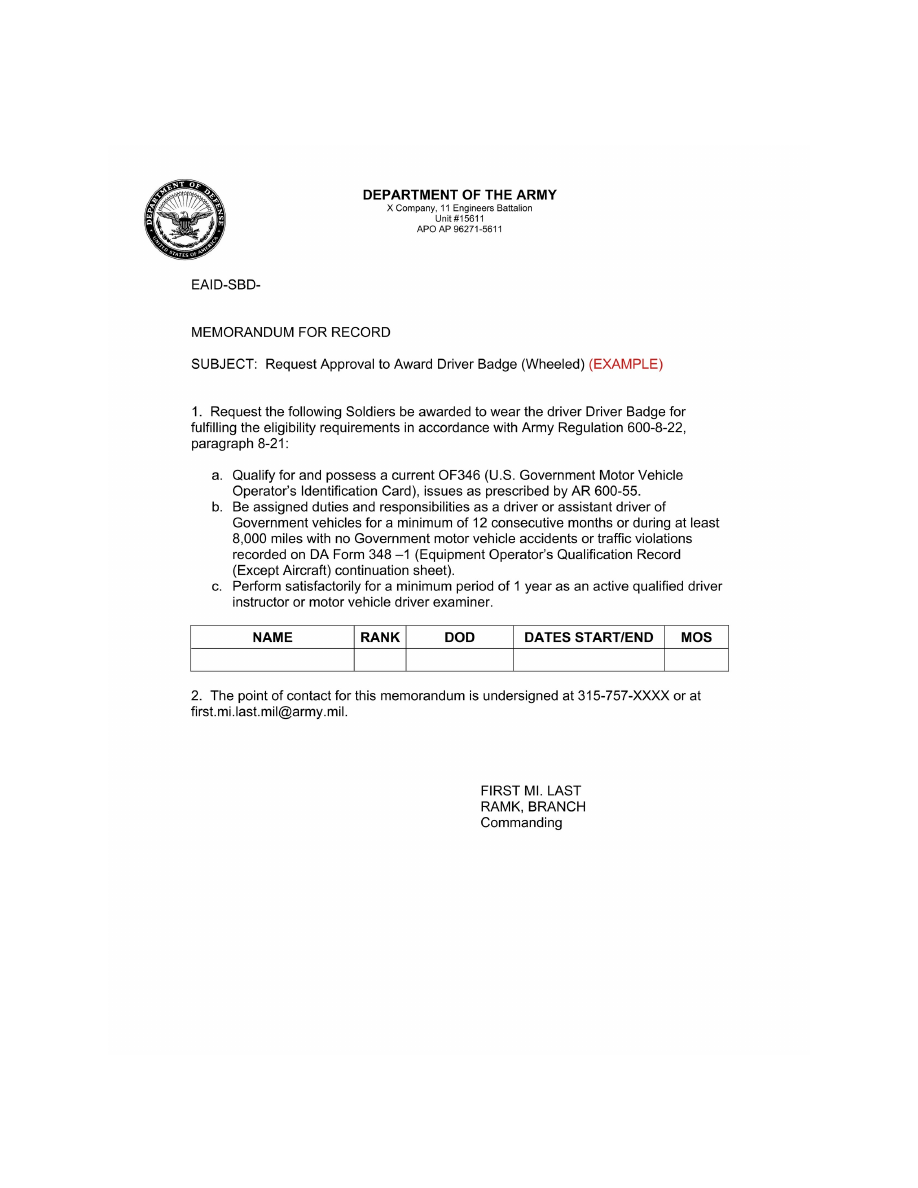 DEPARTMENT OF DEFENSE
UNITED STATES OF AMERICA
DEPARTMENT OF THE ARMY
X Company, 11 Engineers Battalion
Unit #15611
APO AP 96271-5611
EAID-SBD-
MEMORANDUM FOR RECORD
SUBJECT:  Request Approval to Award Driver Badge (Wheeled) (EXAMPLE)
1.  Request the following Soldiers be awarded to wear the driver Driver Badge for
fulfilling the eligibility requirements in accordance with Army Regulation 600-8-22,
paragraph 8-21:
a.  Qualify for and possess a current OF346 (U.S. Government Motor Vehicle
Operator's Identification Card), issues as prescribed by AR 600-55.
b.  Be assigned duties and responsibilities as a driver or assistant driver of
Government vehicles for a minimum of 12 consecutive months or during at least
8,000 miles with no Government motor vehicle accidents or traffic violations
recorded on DA Form 348 –1 (Equipment Operator's Qualification Record
(Except Aircraft) continuation sheet).
c.  Perform satisfactorily for a minimum period of 1 year as an active qualified driver
instructor or motor vehicle driver examiner.
NAME RANK DOD DATES START/END MOS
2.  The point of contact for this memorandum is undersigned at 315-757-XXXX or at
first.mi.last.mil@army.mil.
FIRST MI. LAST
RAMK, BRANCH
Commanding